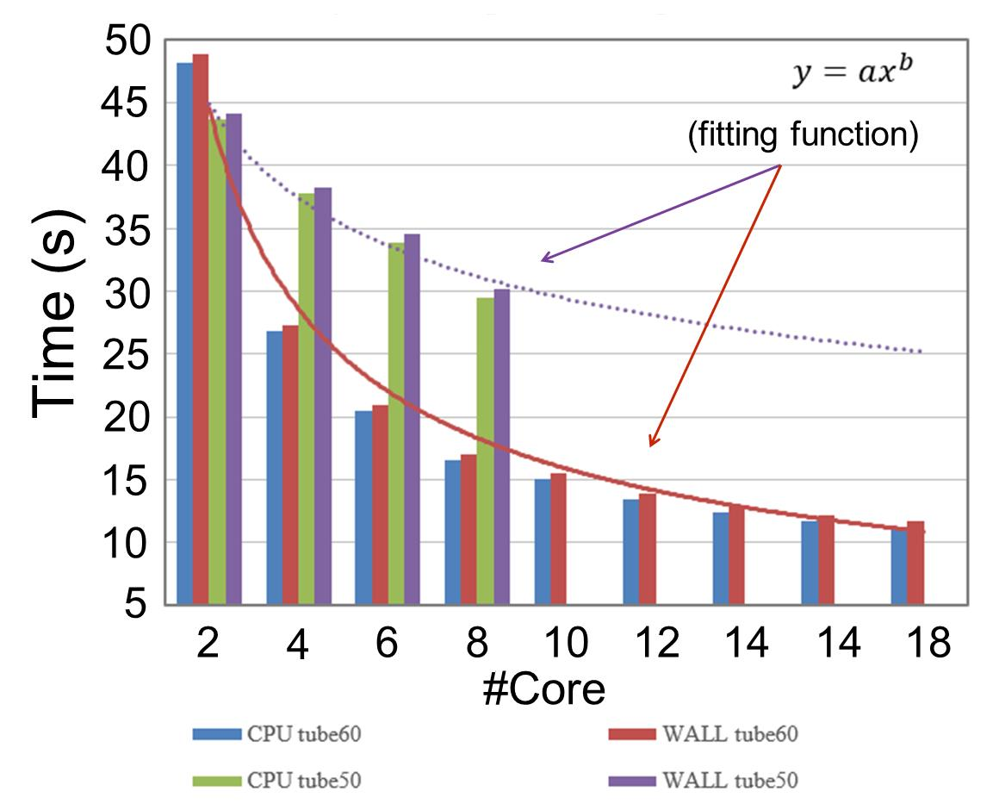 50
45
40
35
30
25
20
15
10
5
Time (s)
y = ax^b
(fitting function)
2 4 6 8 10 12 14 14 18
#Core
CPU tube60 WALL tube60
CPU tube50 WALL tube50